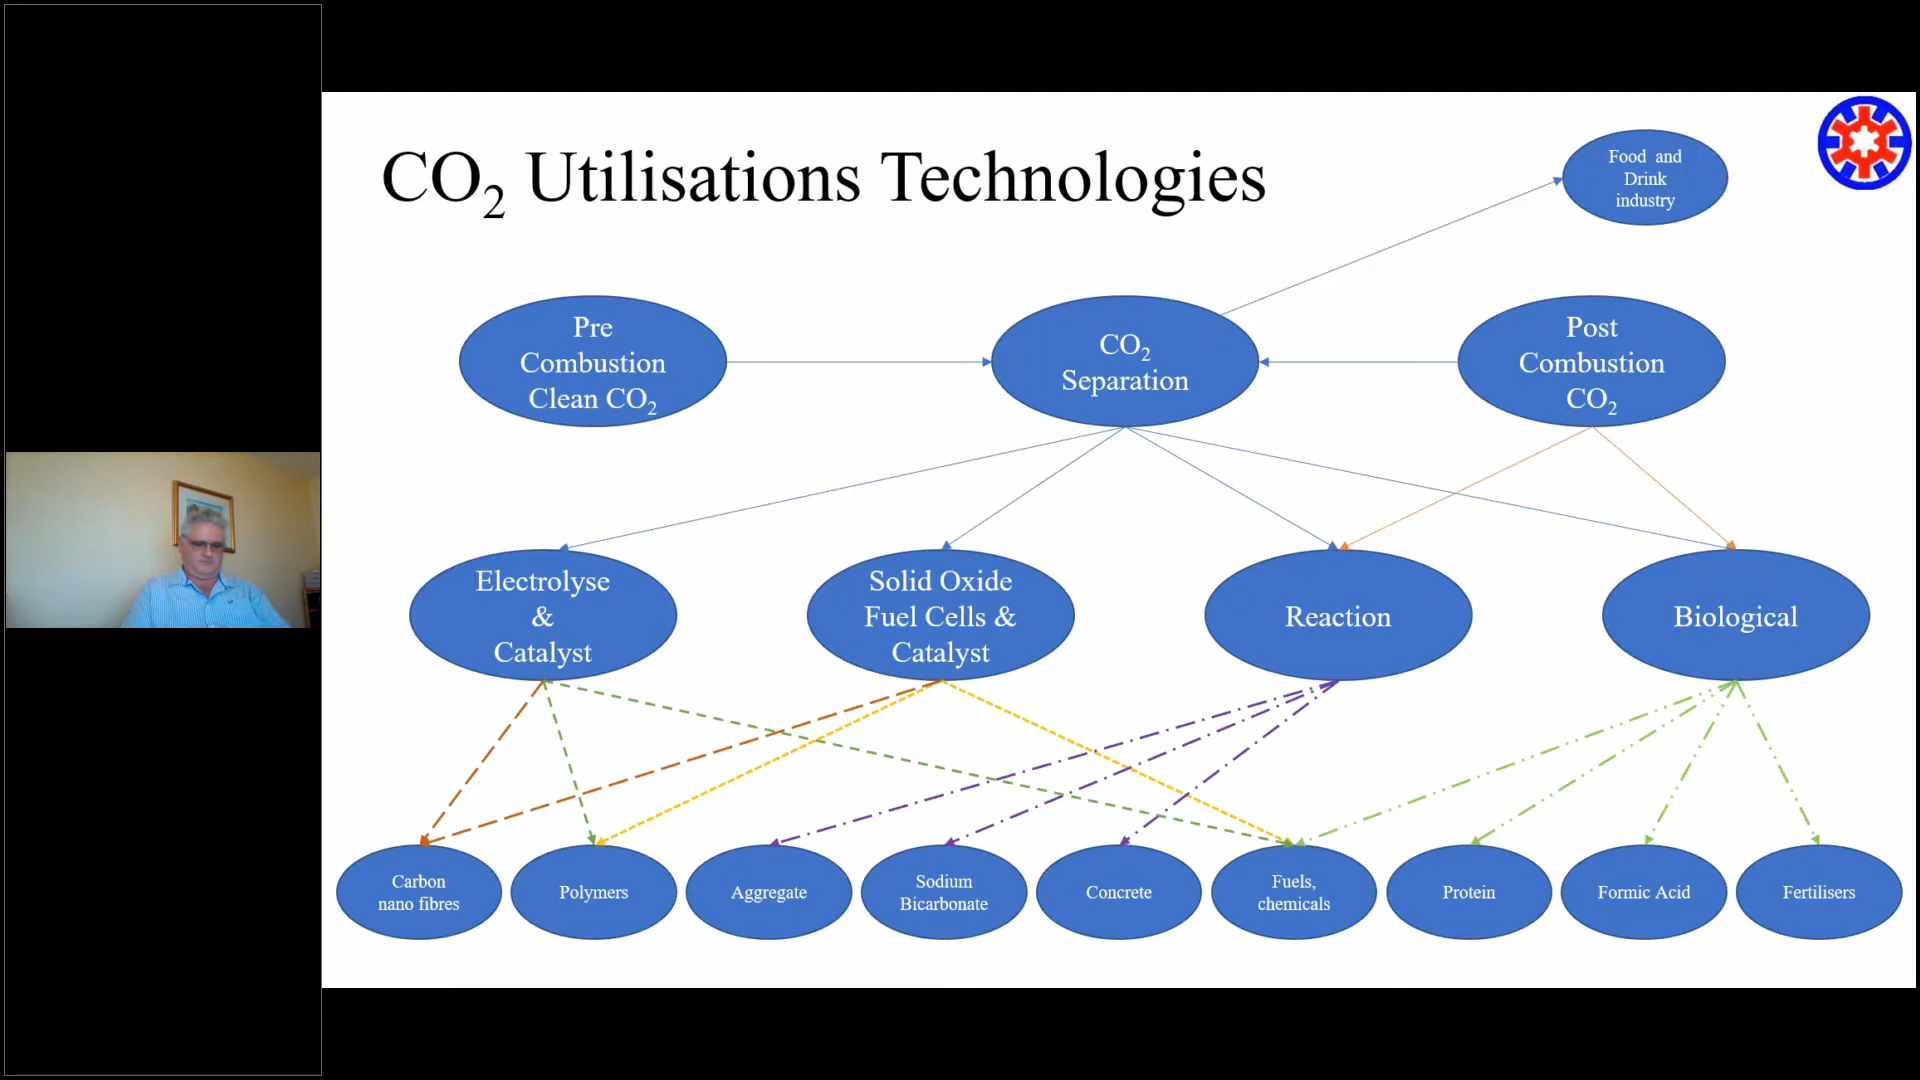 CO₂ Utilisations Technologies
Food and
Drink
industry
Pre
Combustion
Clean CO₂
CO₂
Separation
Post
Combustion
CO₂
Electrolyse
&
Catalyst
Solid Oxide
Fuel Cells &
Catalyst
Reaction
Biological
Carbon
nano fibres
Polymers
Aggregate
Sodium
Bicarbonate
Concrete
Fuels,
chemicals
Protein
Formic Acid
Fertilisers